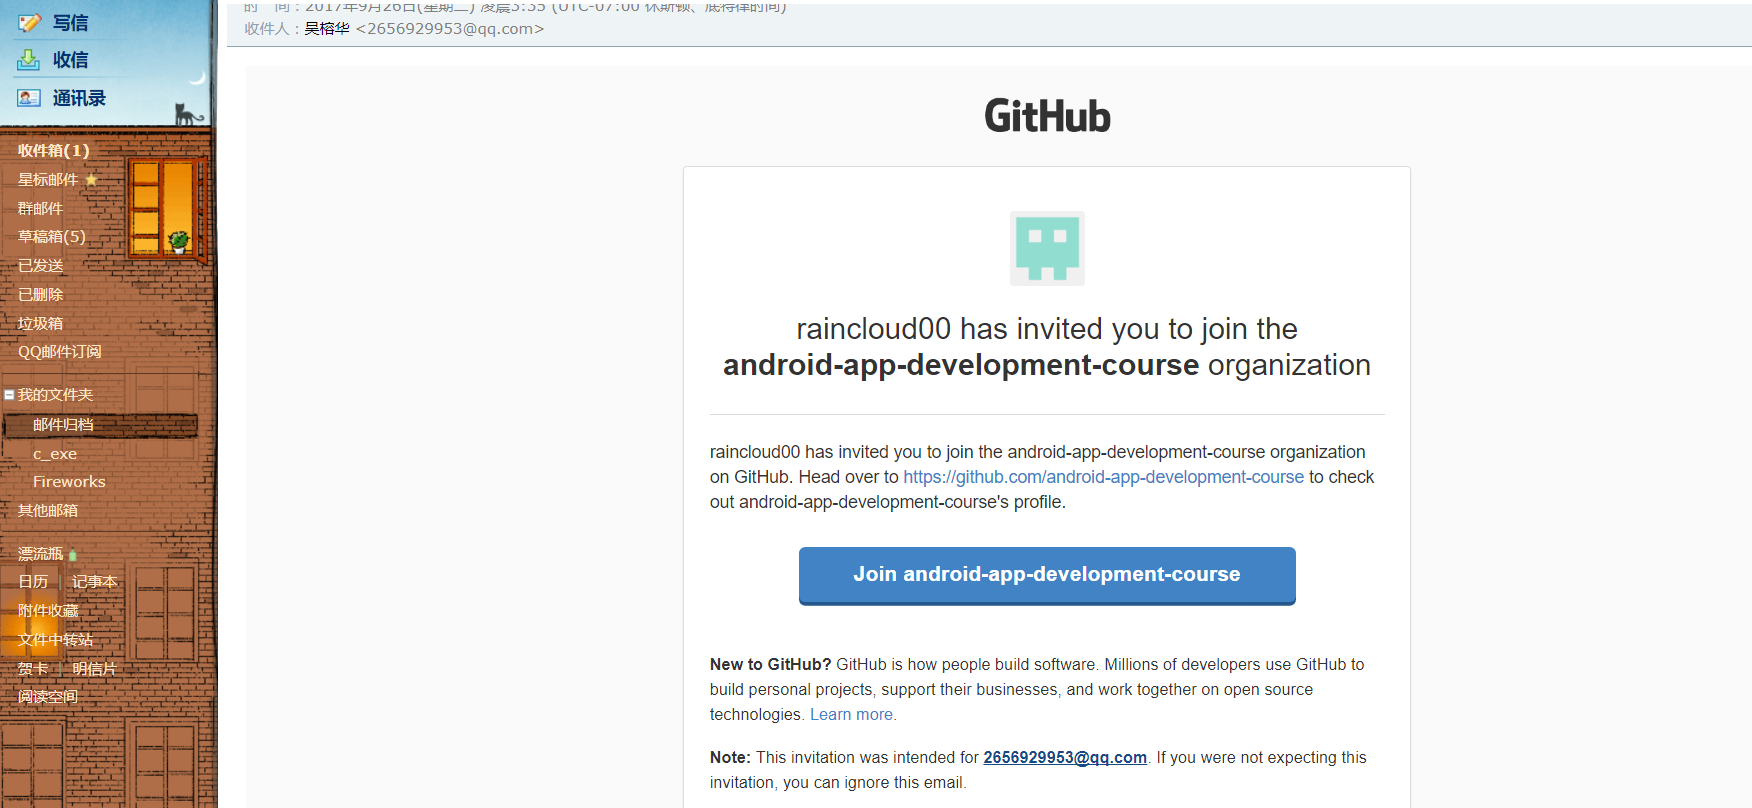 写信
收信
通讯录
收件箱(1)
星标邮件
群邮件
草稿箱(5)
已发送
已删除
垃圾箱
QQ邮件订阅
我的文件夹
邮件归档
c_exe
Fireworks
其他邮箱
漂流瓶
日历 | 记事本
附件收藏
文件中转站
贺卡 | 明信片
阅读空间
时 间：2017年9月26日(星期二) 凌晨3:35 (UTC-07:00 休斯顿、底特律的时间)
收件人：吴榕华 <2656929953@qq.com>
GitHub
raincloud00 has invited you to join the
android-app-development-course organization
raincloud00 has invited you to join the android-app-development-course organization
on GitHub. Head over to https://github.com/android-app-development-course to check
out android-app-development-course's profile.
Join android-app-development-course
New to GitHub? GitHub is how people build software. Millions of developers use GitHub to
build personal projects, support their businesses, and work together on open source
technologies. Learn more.
Note: This invitation was intended for 2656929953@qq.com. If you were not expecting this
invitation, you can ignore this email.